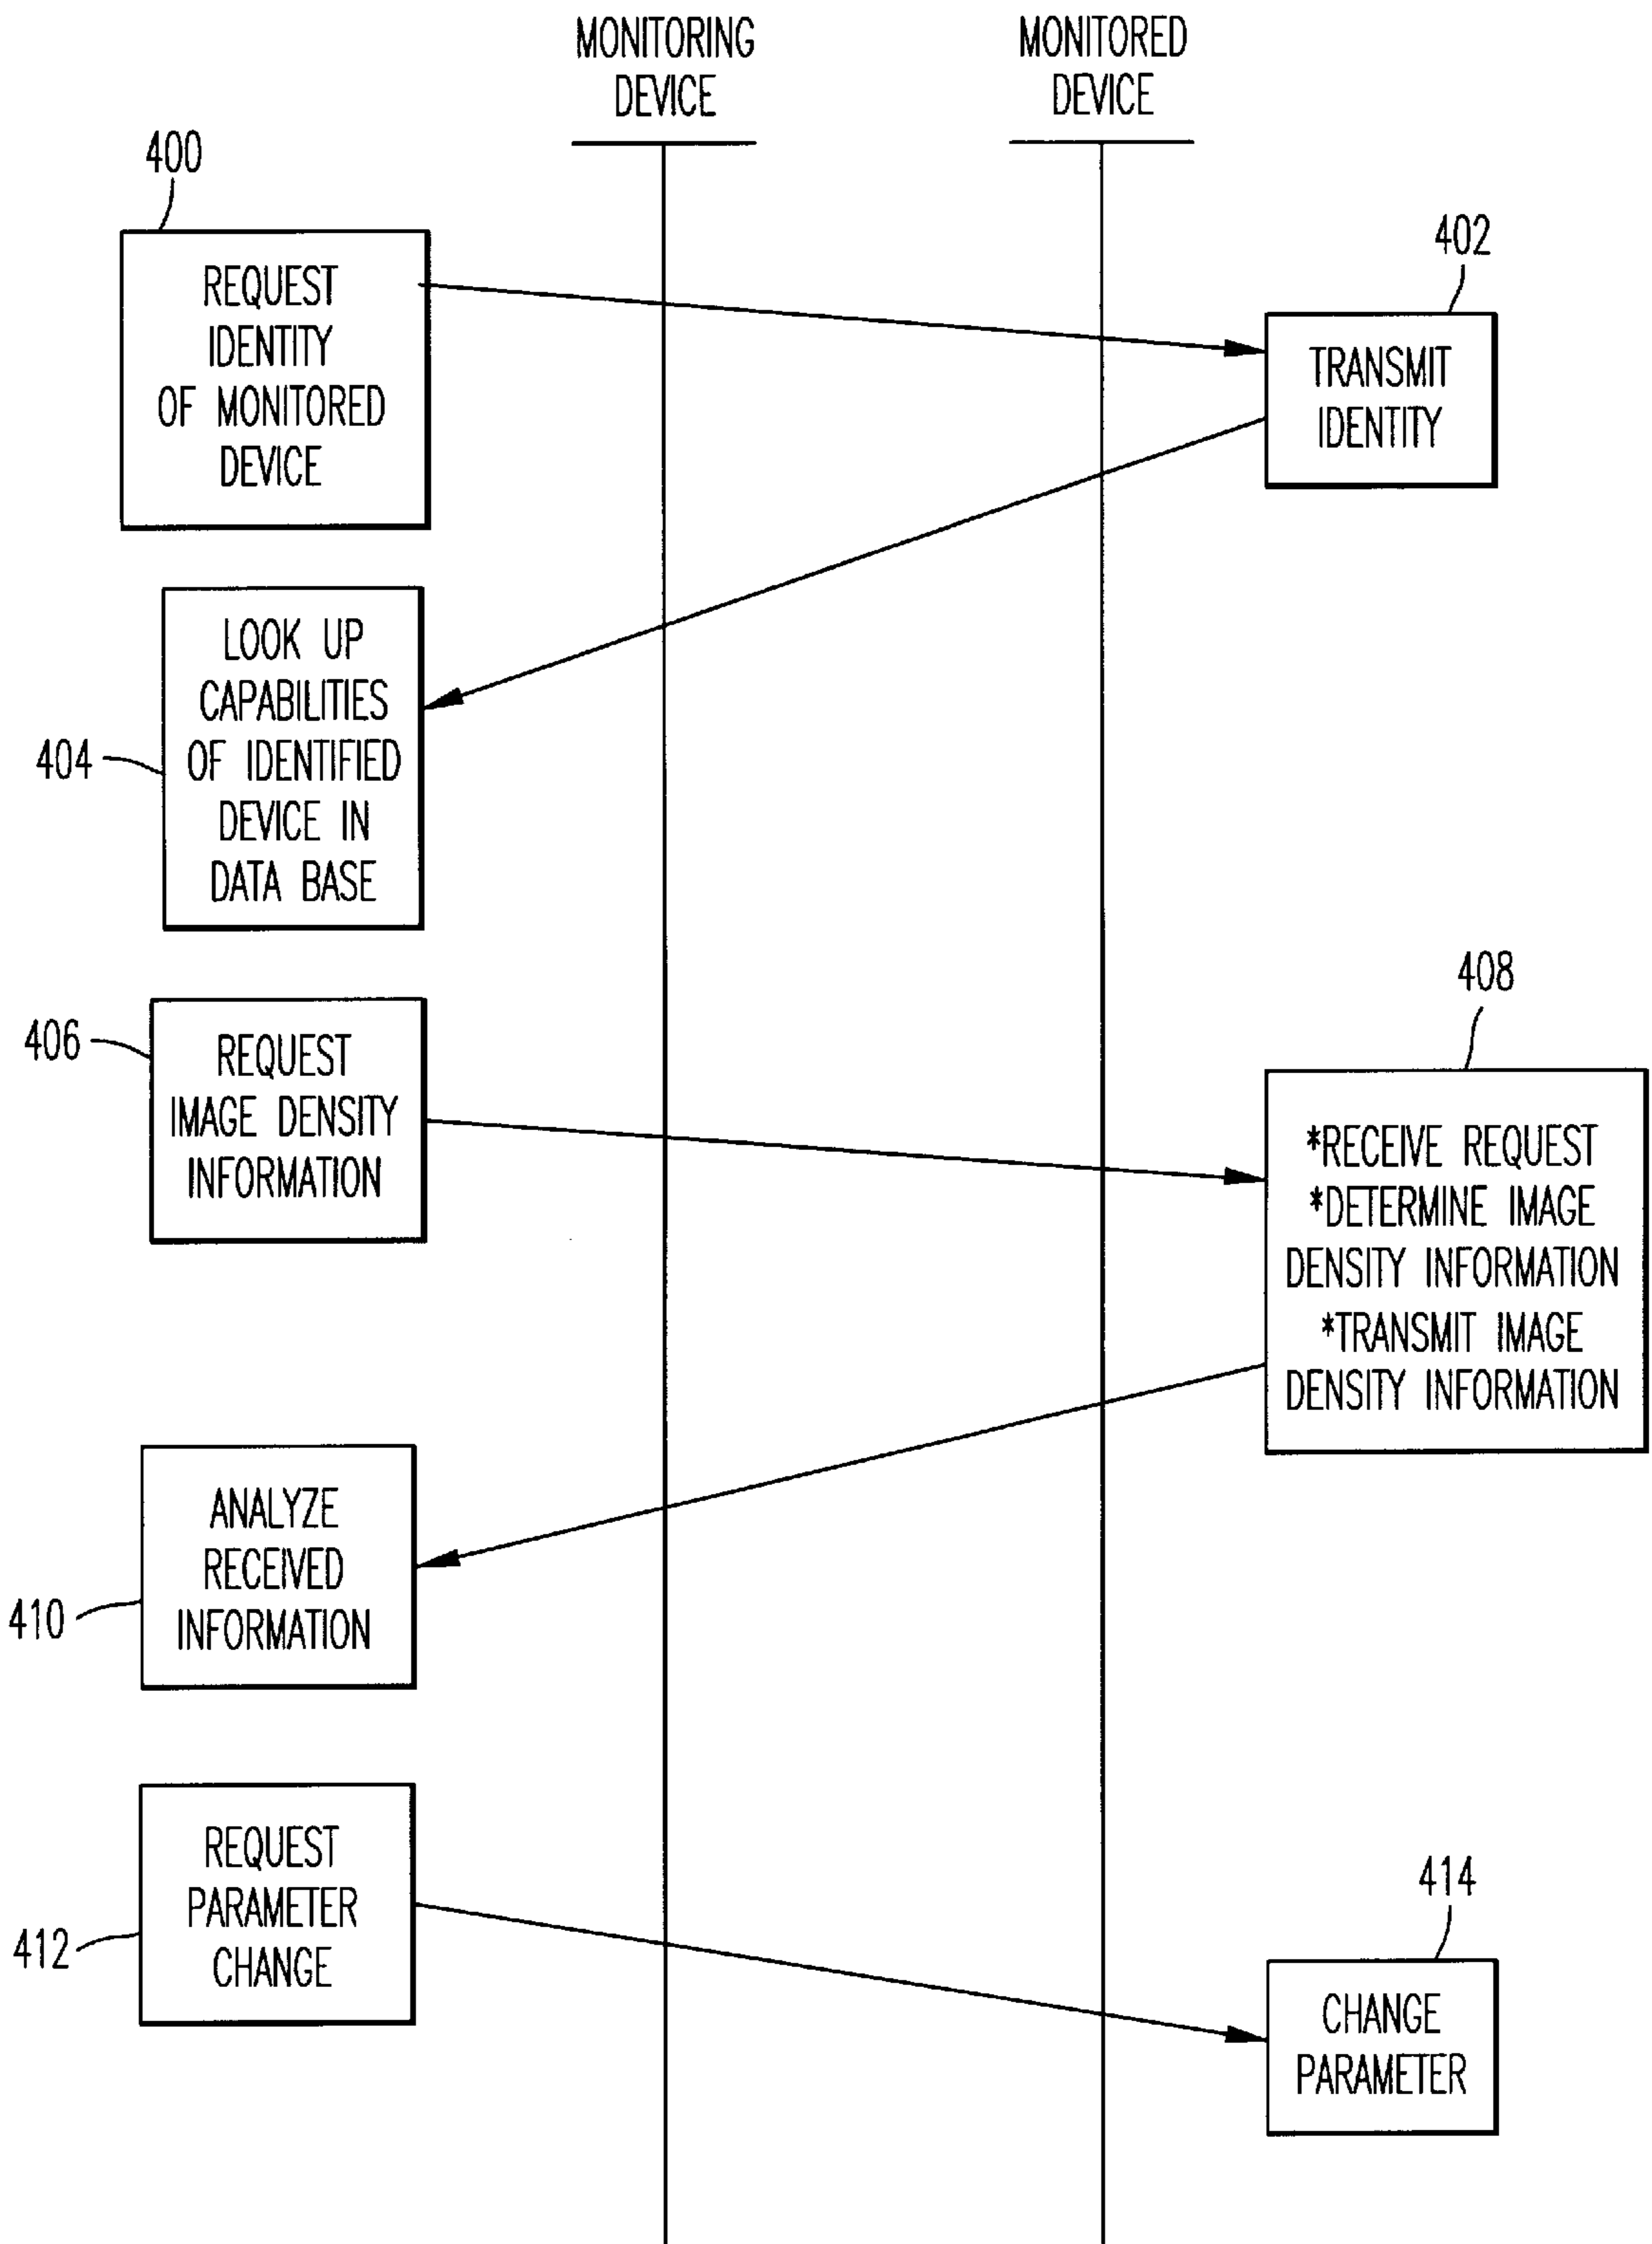 MONITORING
DEVICE
MONITORED
DEVICE
400
REQUEST
IDENTITY
OF MONITORED
DEVICE
402
TRANSMIT
IDENTITY
404
LOOK UP
CAPABILITIES
OF IDENTIFIED
DEVICE IN
DATA BASE
406
REQUEST
IMAGE DENSITY
INFORMATION
408
*RECEIVE REQUEST
*DETERMINE IMAGE
DENSITY INFORMATION
*TRANSMIT IMAGE
DENSITY INFORMATION
410
ANALYZE
RECEIVED
INFORMATION
412
REQUEST
PARAMETER
CHANGE
414
CHANGE
PARAMETER